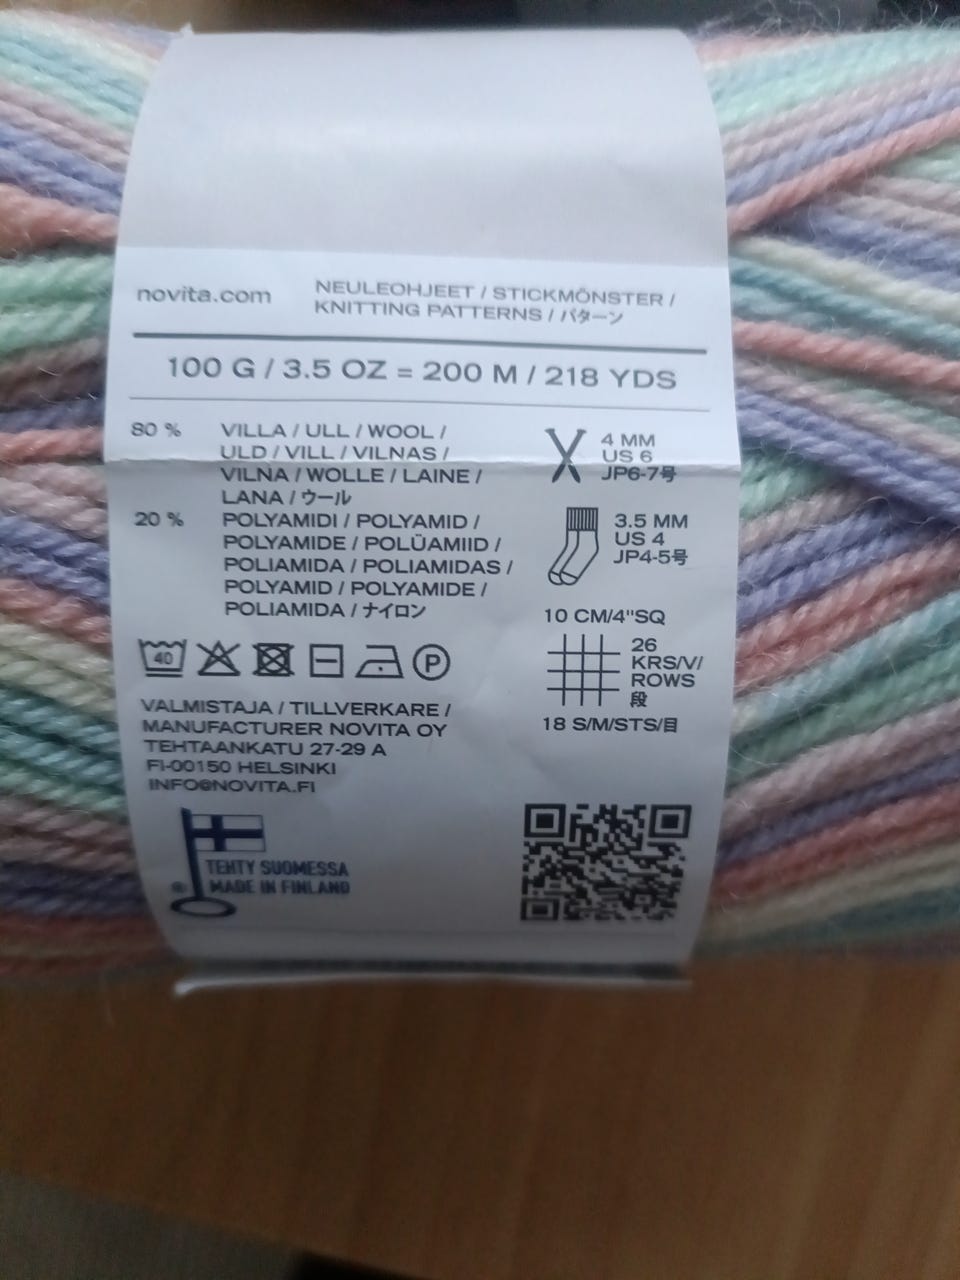 novita.com
NEULEOHJEET / STICKMÖNSTER /
KNITTING PATTERNS / パターン
100 G / 3.5 OZ = 200 M / 218 YDS
80 %
VILLA / ULL / WOOL /
ULD / VILL / VILNAS /
VILNA / WOLLE / LAINE /
LANA / ウール
20 %
POLYAMIDI / POLYAMID /
POLYAMIDE / POLÜAMIID /
POLIAMIDA / POLIAMIDAS /
POLYAMID / POLYAMIDE /
POLIAMIDA / ナイロン
4 MM
US 6
JP6-7号
3.5 MM
US 4
JP4-5号
10 CM/4"SQ
26
KRS/V/
ROWS
段
18 S/M/STS/目
40
P
VALMISTAJA / TILLVERKARE /
MANUFACTURER NOVITA OY
TEHTAANKATU 27-29 A
FI-00150 HELSINKI
INFO@NOVITA.FI
TEHTY SUOMESSA
® MADE IN FINLAND